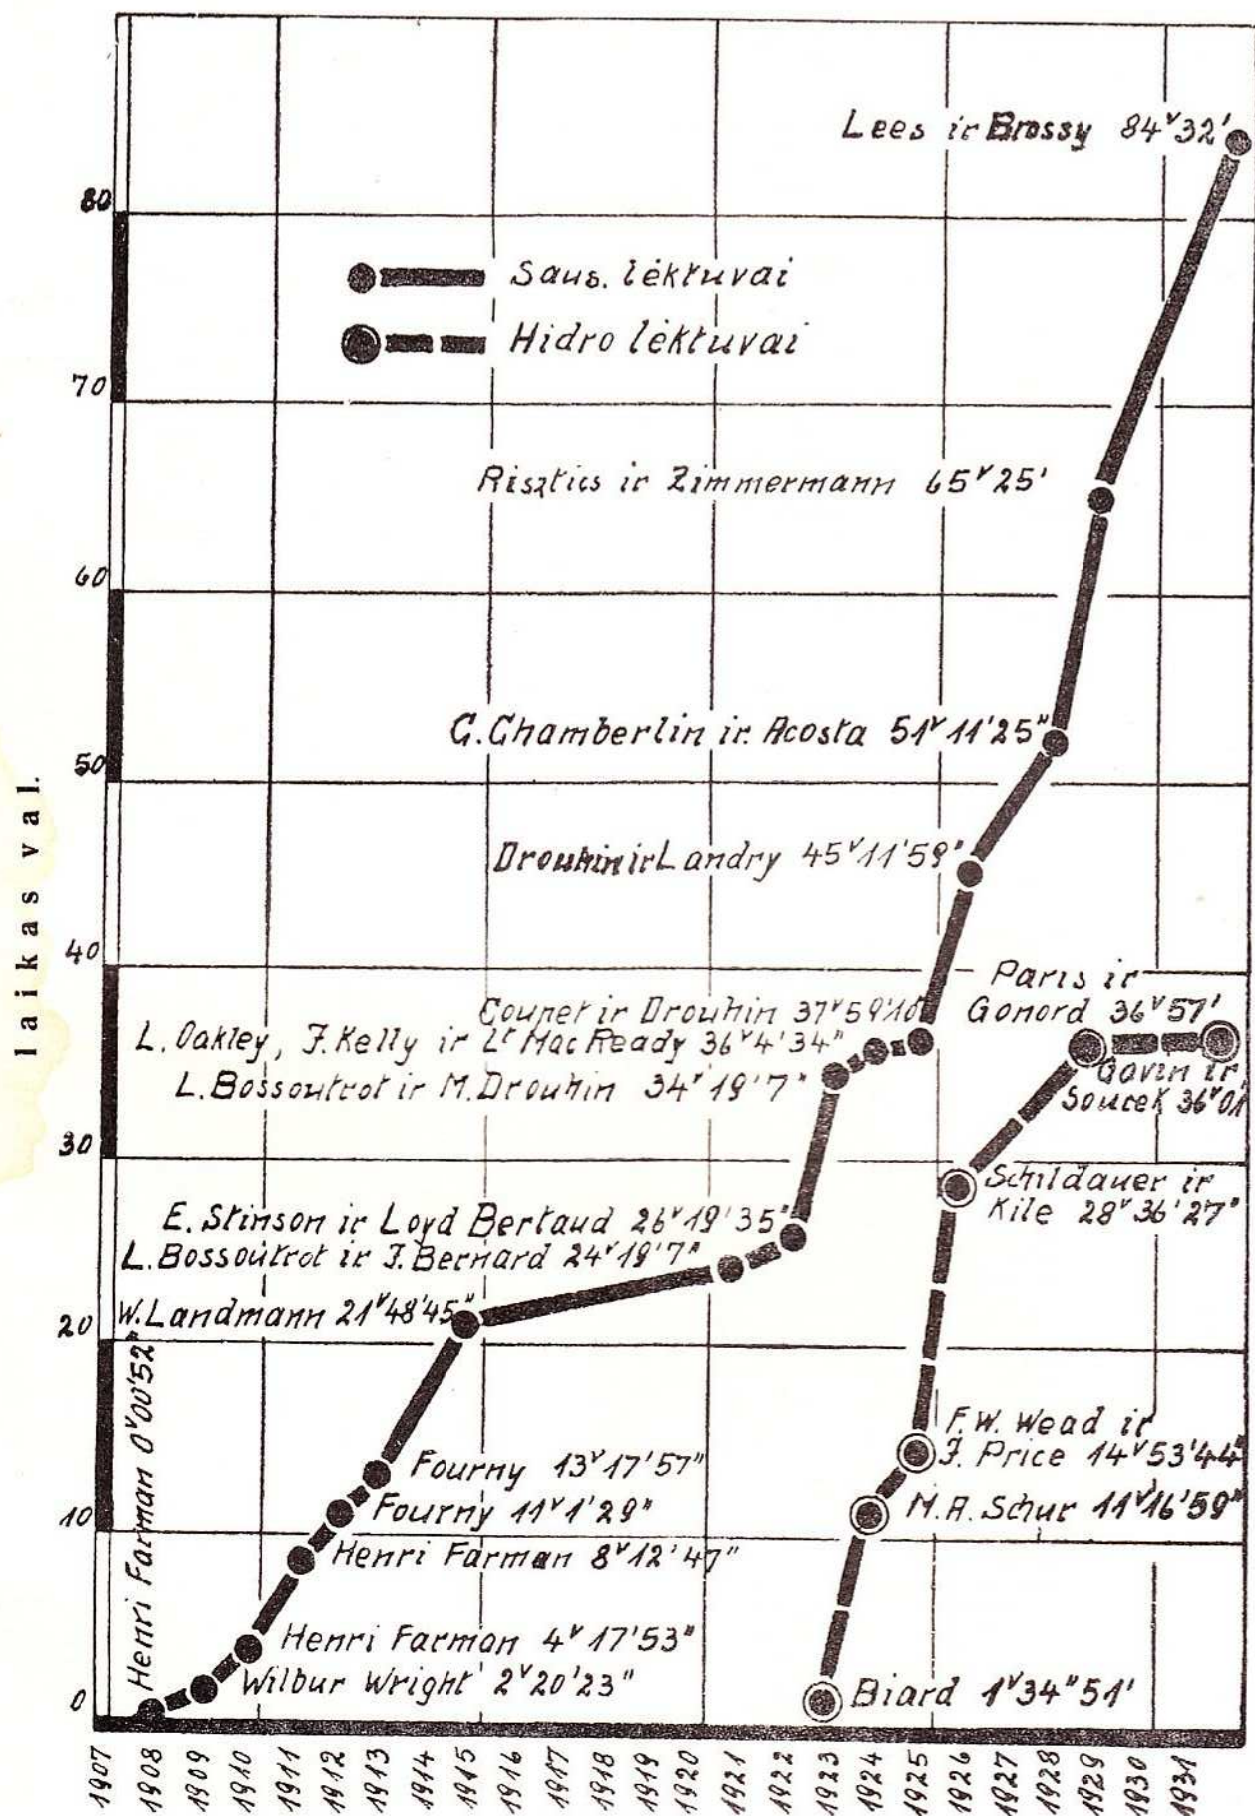 Lees ir Brossy 84ᵛ32'
80
Saus. lėktuvai
Hidro lėktuvai
70
Risztics ir Zimmermann 65ᵛ25'
60
C. Chamberlin ir. Acosta 51ᵛ11'25"
50
Drouhin ir Landry 45ᵛ11'59"
laikas val.
40
Paris ir
Gonord 36ᵛ57'
Counet ir Drouhin 37ᵛ59'10"
L. Oakley, J. Kelly ir Lᵗ Mac Ready 36ᵛ4'34"
L. Bossoutrot ir M. Drouhin 34ᵛ19'7"
Gavin ir
Soucek 36ᵛ01'
30
Schildauer ir
Kile 28ᵛ36'27"
E. Stinson ir Loyd Bertaud 26ᵛ19'35"
L. Bossoutrot ir J. Bernard 24ᵛ19'7"
W. Landmann 21ᵛ48'45"
20
Henri Farman 0ᵛ00'52"
F. W. Wead ir
J. Price 14ᵛ53'44"
Fourny 13ᵛ17'57"
Fourny 11ᵛ1'29"
M. A. Schur 11ᵛ16'59"
10
Henri Farman 8ᵛ12'47"
Henri Farman 4ᵛ17'53"
Wilbur Wright 2ᵛ20'23"
Biard 1ᵛ34"51'
0
1907 1908 1909 1910 1911 1912 1913 1914 1915 1916 1917 1918 1919 1920 1921 1922 1923 1924 1925 1926 1927 1928 1929 1930 1931